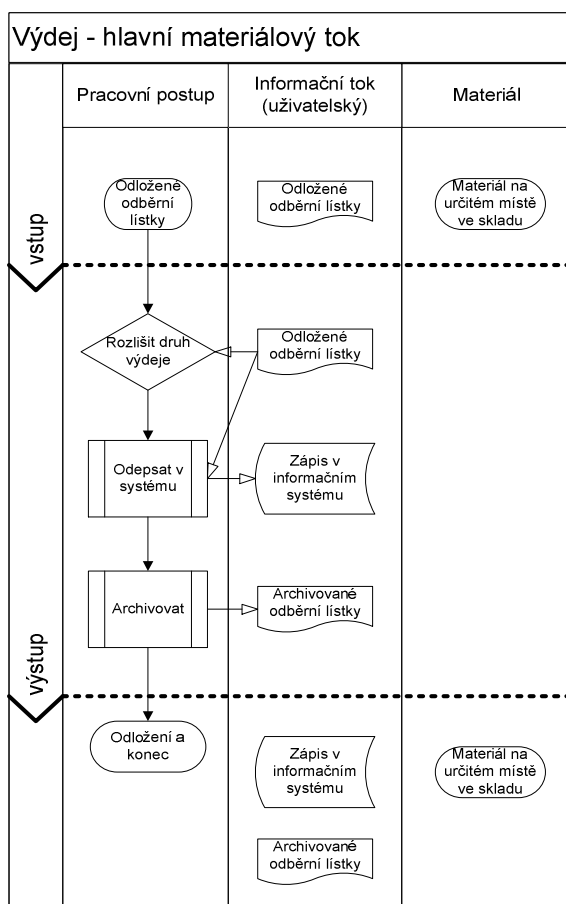 Výdej - hlavní materiálový tok
Pracovní postup
Informační tok
(uživatelský)
Materiál
vstup
Odložené
odběrní
lístky
Odložené
odběrní lístky
Materiál na
určitém místě
ve skladu
Rozlišit druh
výdeje
Odložené
odběrní lístky
Odepsat v
systému
Zápis v
informačním
systému
Archivovat
Archivované
odběrní lístky
výstup
Odložení a
konec
Zápis v
informačním
systému
Materiál na
určitém místě
ve skladu
Archivované
odběrní lístky